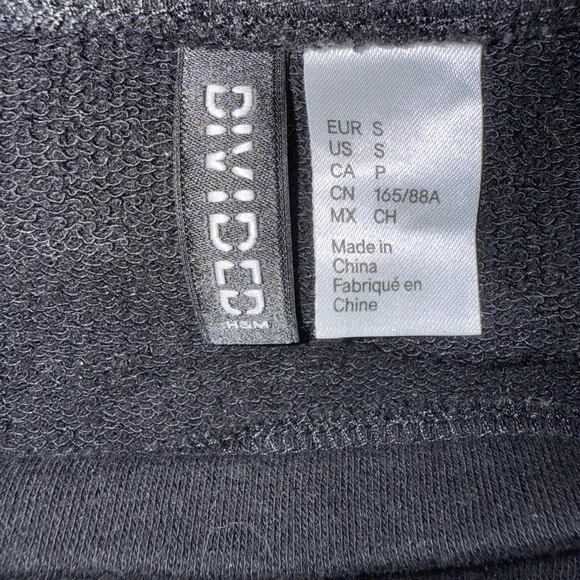 DIVIDED
H&M
EUR S
US S
CA P
CN 165/88A
MX CH
Made in
China
Fabriqué en
Chine